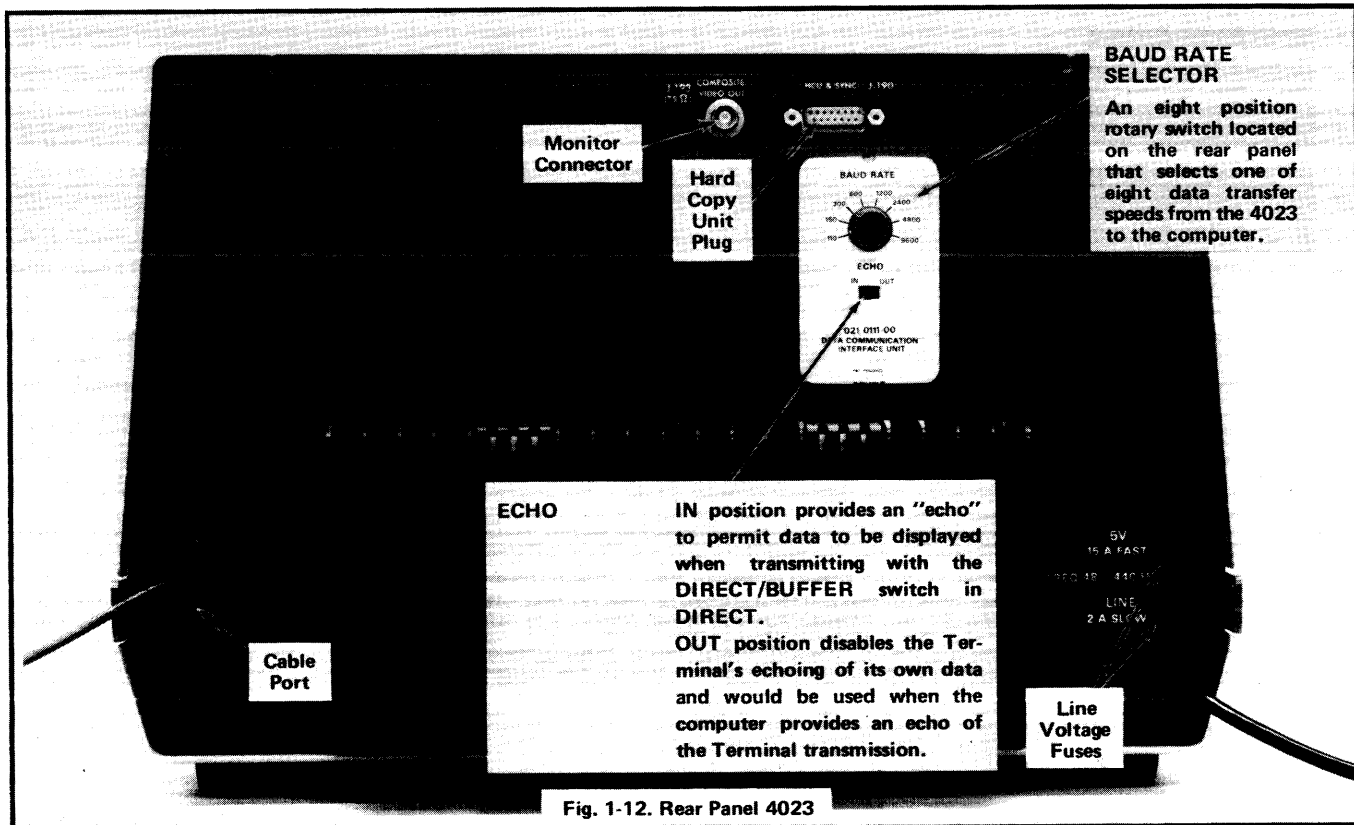 BAUD RATE
SELECTOR
An eight position
rotary switch located
on the rear panel
that selects one of
eight data transfer
speeds from the 4023
to the computer.
COMPOSITE
VIDEO OUT
HCU & SYNC J190
Monitor
Connector
Hard
Copy
Unit
Plug
BAUD RATE
110 150 300 600 1200 2400 4800 9600
ECHO
IN OUT
021-0111-00
DATA COMMUNICATION
INTERFACE UNIT
ECHO
IN position provides an "echo"
to permit data to be displayed
when transmitting with the
DIRECT/BUFFER switch in
DIRECT.
OUT position disables the Ter-
minal's echoing of its own data
and would be used when the
computer provides an echo of
the Terminal transmission.
5V
15 A FAST
LINE
2 A SLOW
Cable
Port
Line
Voltage
Fuses
Fig. 1-12. Rear Panel 4023